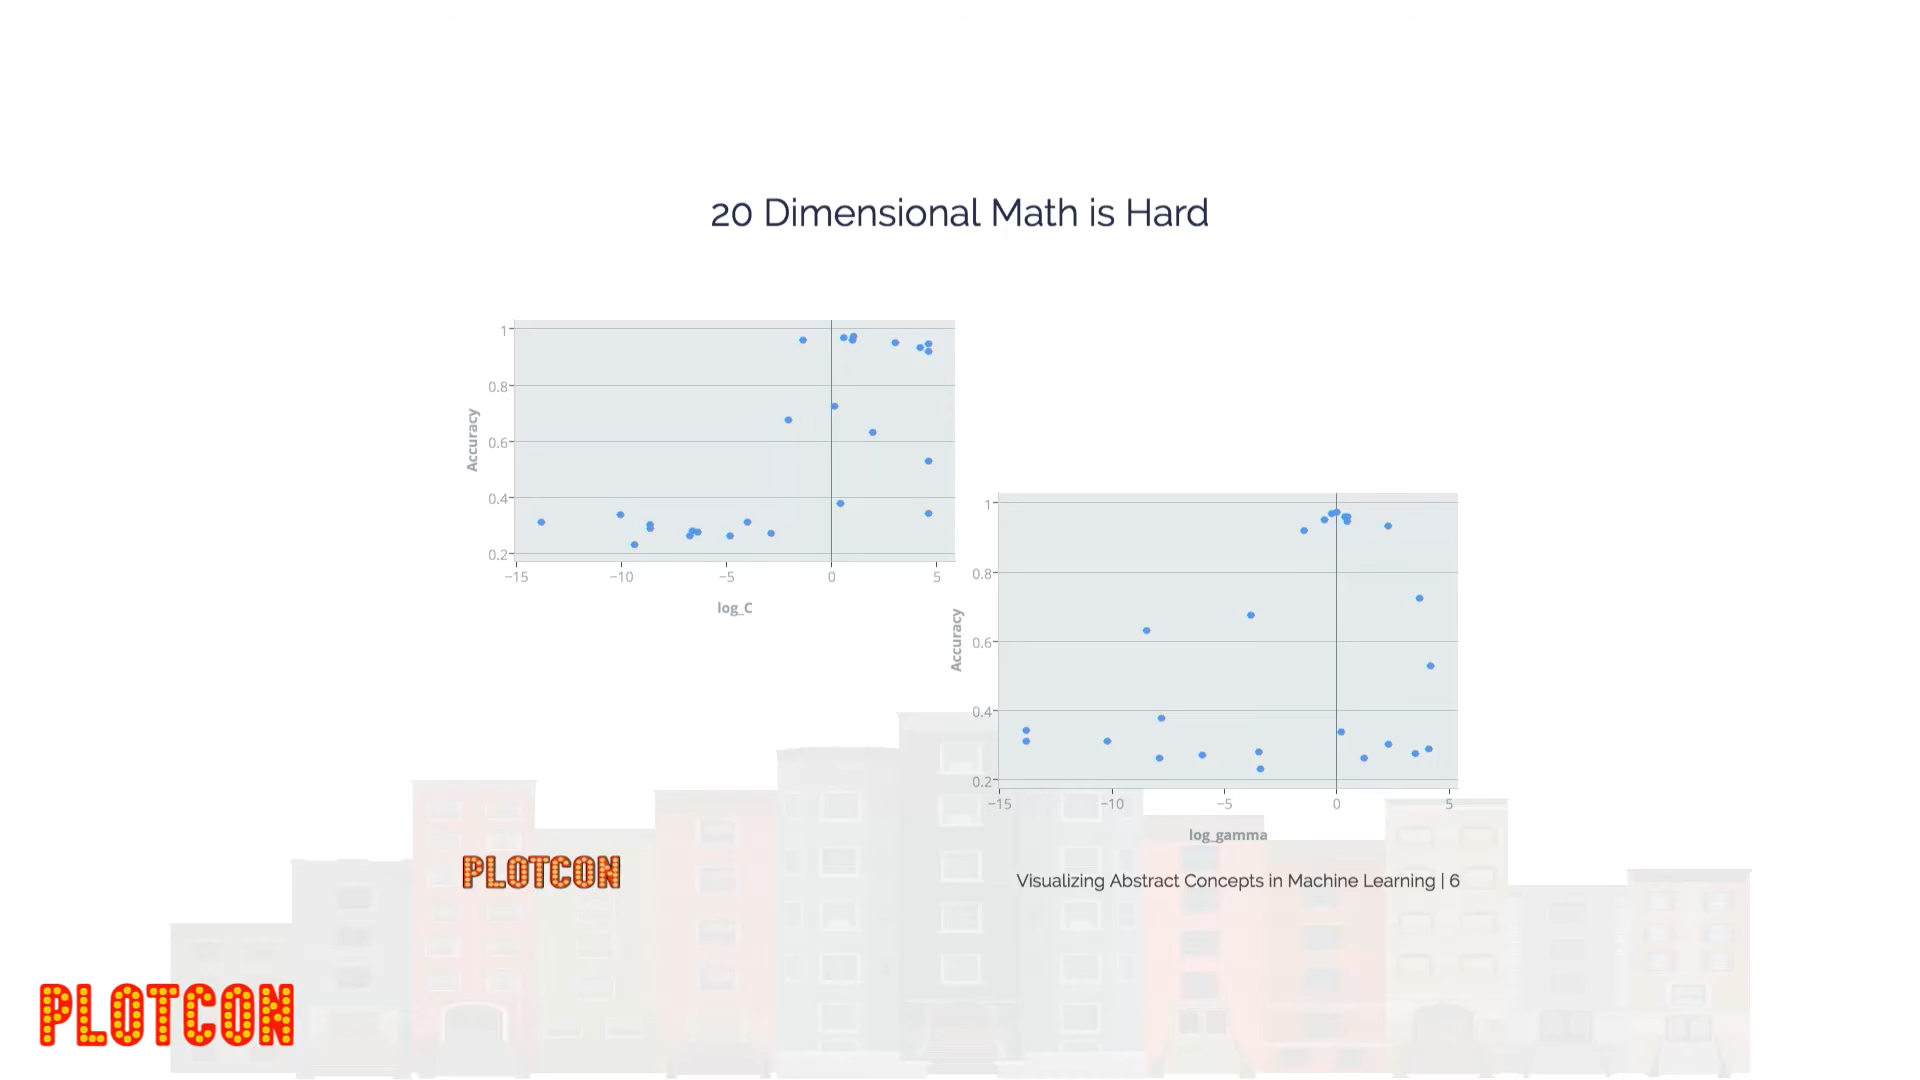 20 Dimensional Math is Hard
1
0.8
0.6
0.4
0.2
Accuracy
−15 −10 −5 0 5
log_C
1
0.8
0.6
0.4
0.2
Accuracy
−15 −10 −5 0 5
log_gamma
PLOTCON
Visualizing Abstract Concepts in Machine Learning | 6
PLOTCON